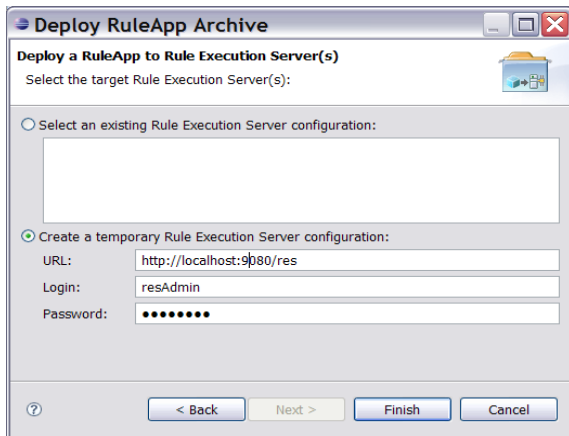 Deploy RuleApp Archive
Deploy a RuleApp to Rule Execution Server(s)
Select the target Rule Execution Server(s):
Select an existing Rule Execution Server configuration:
Create a temporary Rule Execution Server configuration:
URL: http://localhost:9080/res
Login: resAdmin
Password: ●●●●●●●●
? < Back Next > Finish Cancel